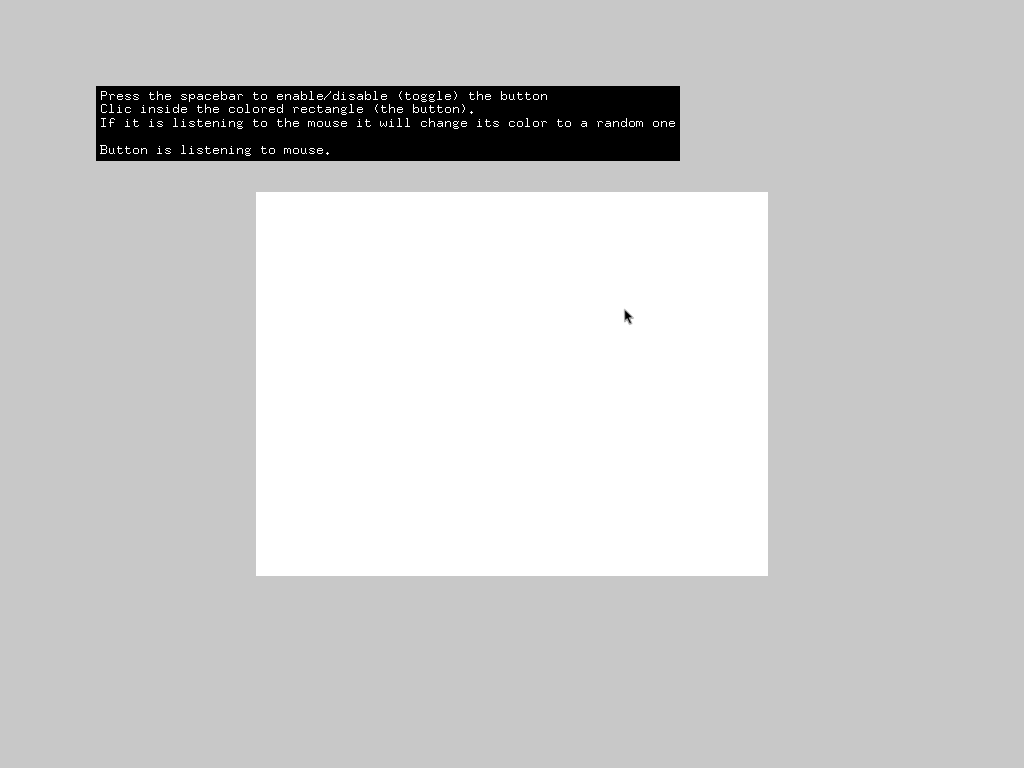 Press the spacebar to enable/disable (toggle) the button
Clic inside the colored rectangle (the button).
If it is listening to the mouse it will change its color to a random one
Button is listening to mouse.